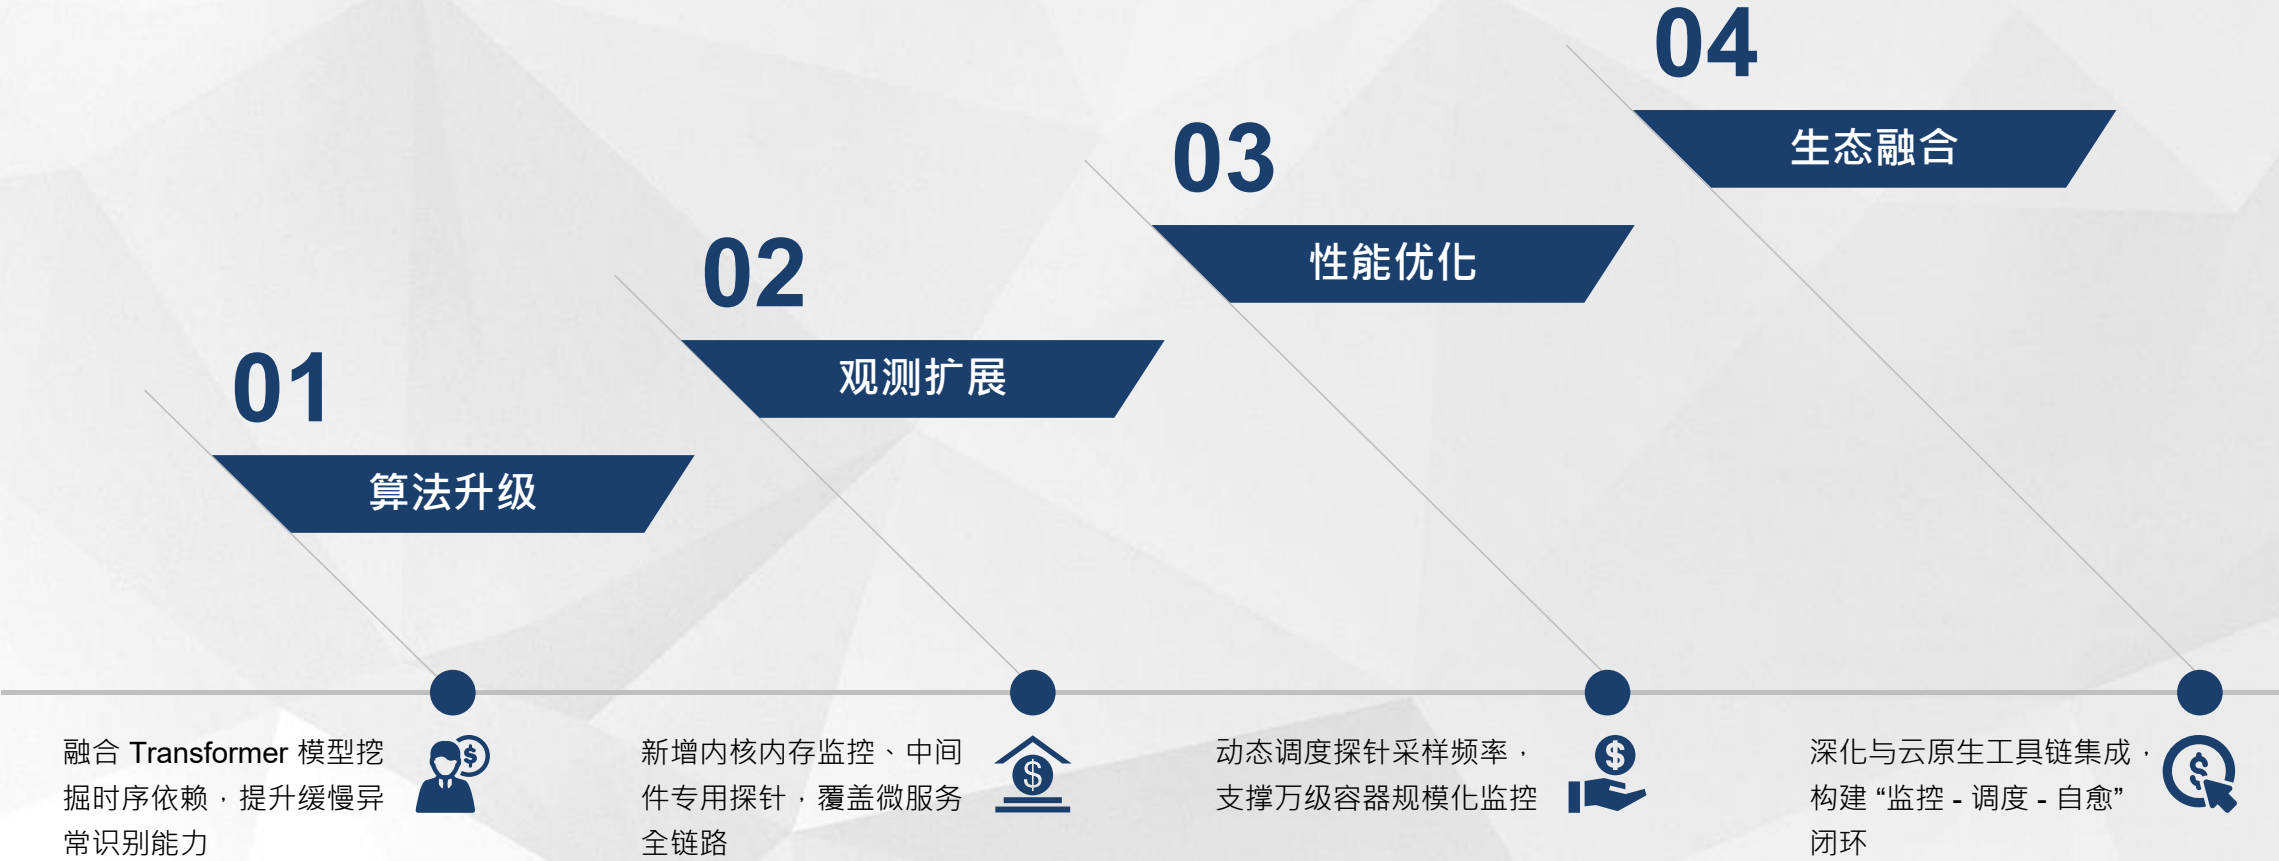 01
算法升级
02
观测扩展
03
性能优化
04
生态融合
融合 Transformer 模型挖
掘时序依赖，提升缓慢异
常识别能力
新增内核内存监控、中间
件专用探针，覆盖微服务
全链路
动态调度探针采样频率，
支撑万级容器规模化监控
深化与云原生工具链集成，
构建 “监控 - 调度 - 自愈”
闭环